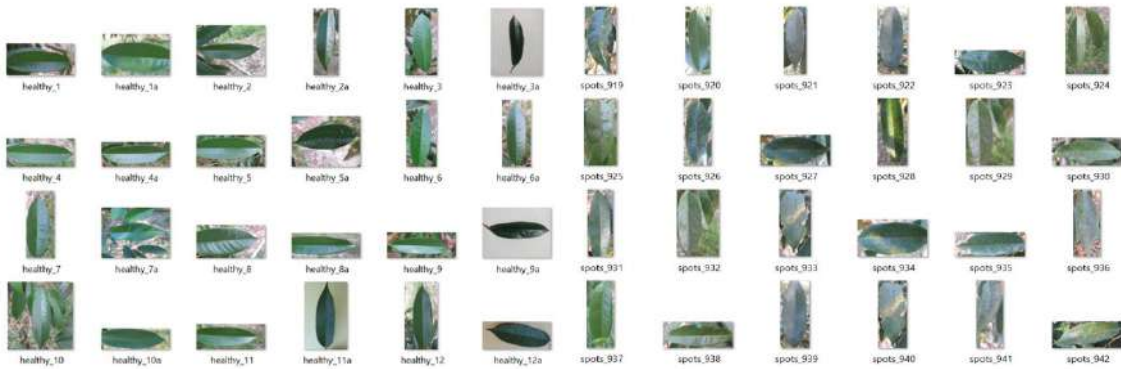 healthy_1 healthy_1a healthy_2 healthy_2a healthy_3 healthy_3a spots_919 spots_920 spots_921 spots_922 spots_923 spots_924
healthy_4 healthy_4a healthy_5 healthy_5a healthy_6 healthy_6a spots_925 spots_926 spots_927 spots_928 spots_929 spots_930
healthy_7 healthy_7a healthy_8 healthy_8a healthy_9 healthy_9a spots_931 spots_932 spots_933 spots_934 spots_935 spots_936
healthy_10 healthy_10a healthy_11 healthy_11a healthy_12 healthy_12a spots_937 spots_938 spots_939 spots_940 spots_941 spots_942